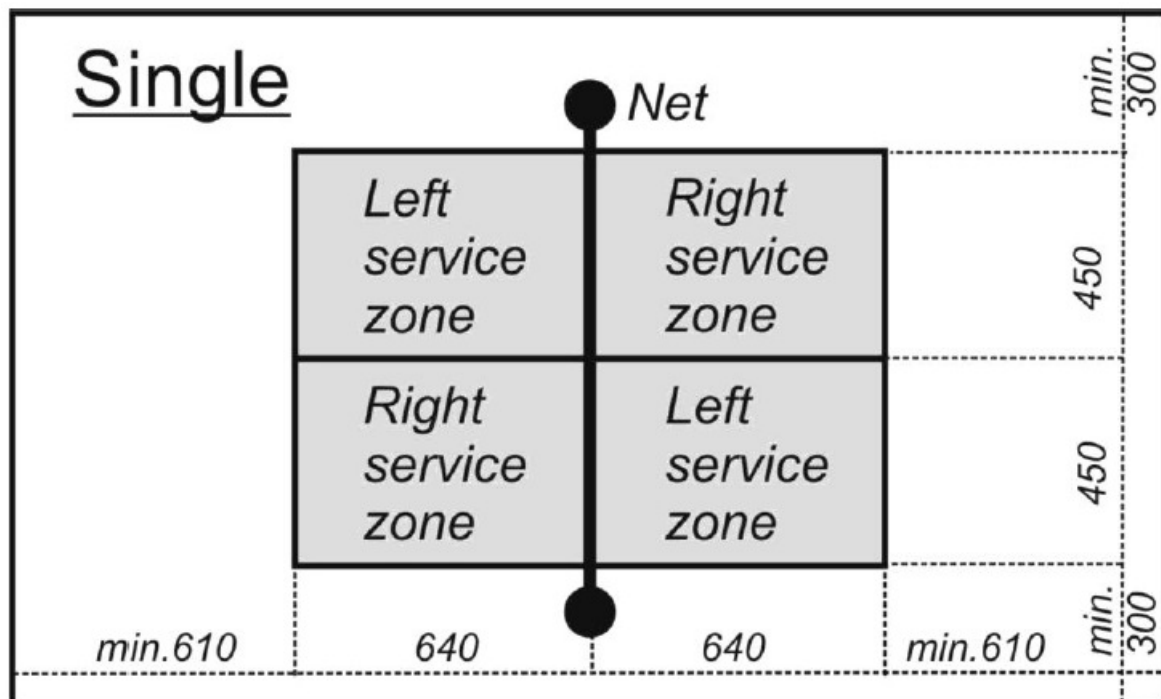 Single
Net
min.
300
Left
service
zone
Right
service
zone
450
Right
service
zone
Left
service
zone
450
min.
300
min.610
640
640
min.610